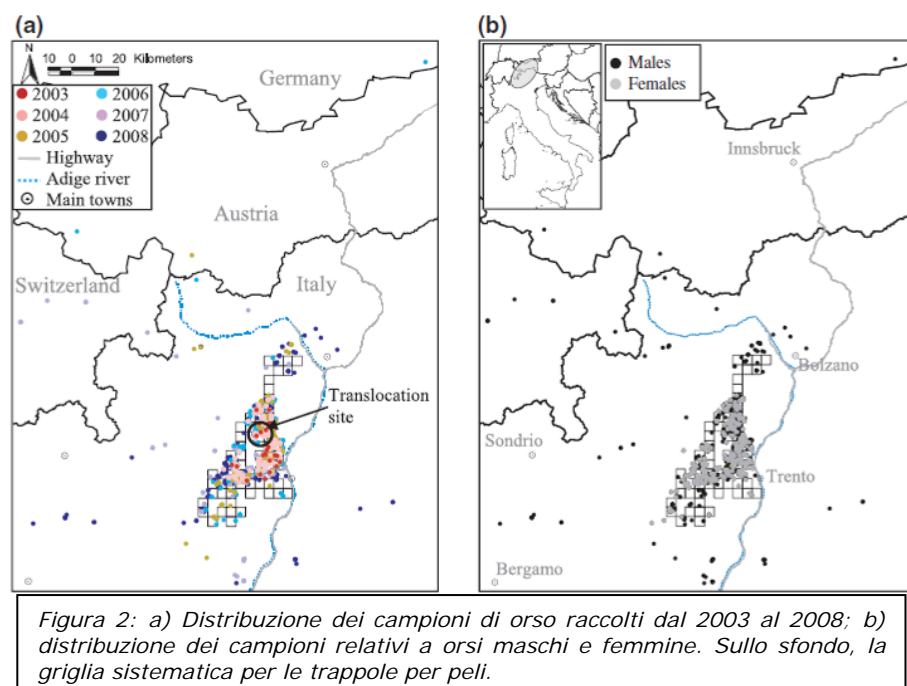 (a)
N
10 0 10 20 Kilometers
Germany
2003 2006
2004 2007
2005 2008
Highway
Adige river
Main towns
Austria
Switzerland
Italy
Translocation
site
(b)
Males
Females
Innsbruck
Bolzano
Sondrio
Trento
Bergamo
Figura 2: a) Distribuzione dei campioni di orso raccolti dal 2003 al 2008; b)
distribuzione dei campioni relativi a orsi maschi e femmine. Sullo sfondo, la
griglia sistematica per le trappole per peli.